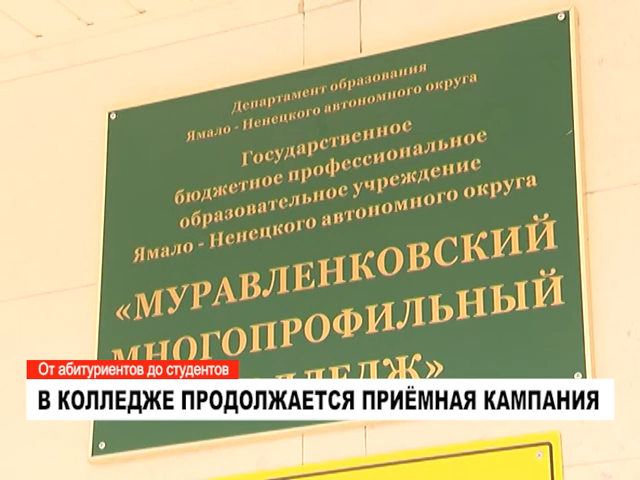 Департамент образования
Ямало - Ненецкого автономного округа
Государственное
бюджетное профессиональное
образовательное учреждение
Ямало - Ненецкого автономного округа
«МУРАВЛЕНКОВСКИЙ
МНОГОПРОФИЛЬНЫЙ
КОЛЛЕДЖ»
От абитуриентов до студентов
В КОЛЛЕДЖЕ ПРОДОЛЖАЕТСЯ ПРИЁМНАЯ КАМПАНИЯ